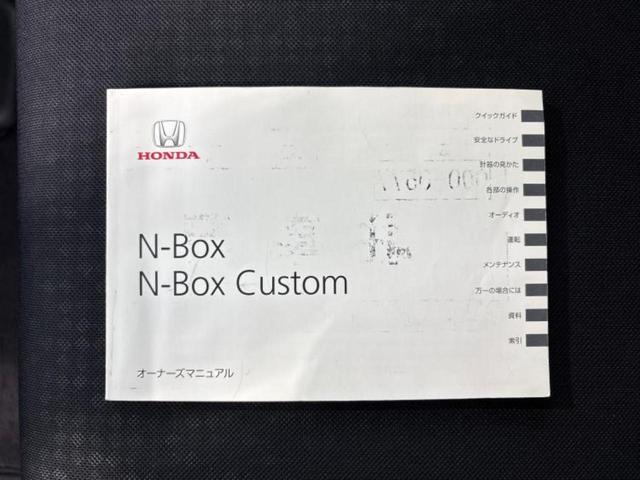 HONDA
N-Box
N-Box Custom
オーナーズマニュアル
クイックガイド
安全なドライブ
計器の見かた
各部の操作
オーディオ
運転
メンテナンス
万一の場合には
資料
索引